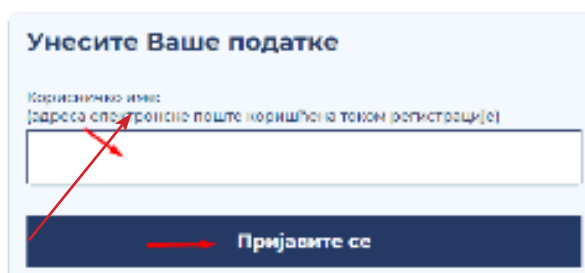 Унесите Ваше податке
Корисничко име:
(адреса електронске поште коришћена током регистрације)
Пријавите се